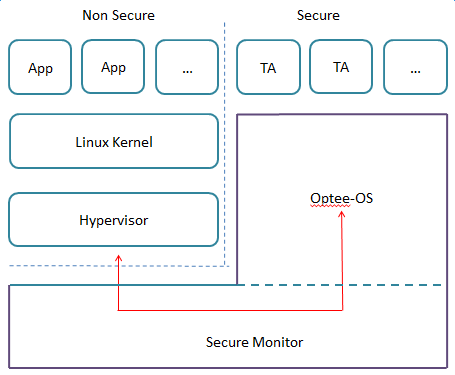 Non Secure
Secure
App
App
...
TA
TA
...
Linux Kernel
Hypervisor
Optee-OS
Secure Monitor